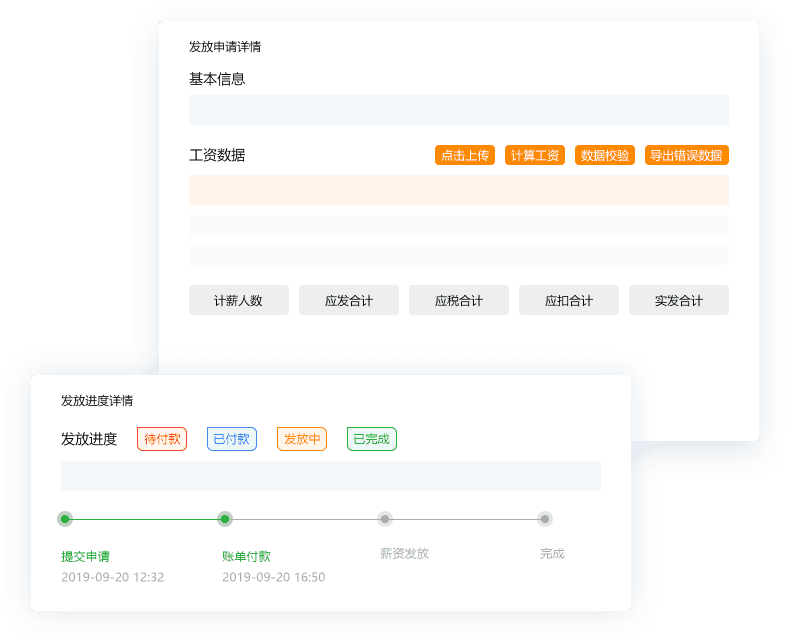 发放申请详情
基本信息
工资数据 点击上传 计算工资 数据校验 导出错误数据
计薪人数 应发合计 应税合计 应扣合计 实发合计
发放进度详情
发放进度 待付款 已付款 发放中 已完成
提交申请 账单付款 薪资发放 完成
2019-09-20 12:32 2019-09-20 16:50